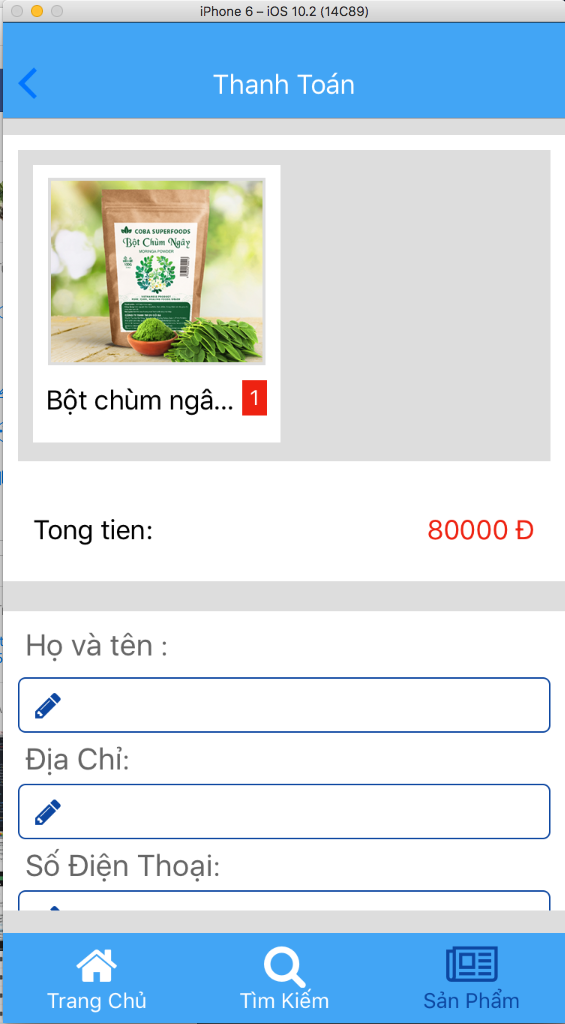 iPhone 6 – iOS 10.2 (14C89)
Thanh Toán
COBA SUPERFOODS
Bột Chùm Ngây
MORINGA POWDER
Bột chùm ngâ... 1
Tong tien: 80000 Đ
Họ và tên :
Địa Chỉ:
Số Điện Thoại:
Trang Chủ
Tìm Kiếm
Sản Phẩm